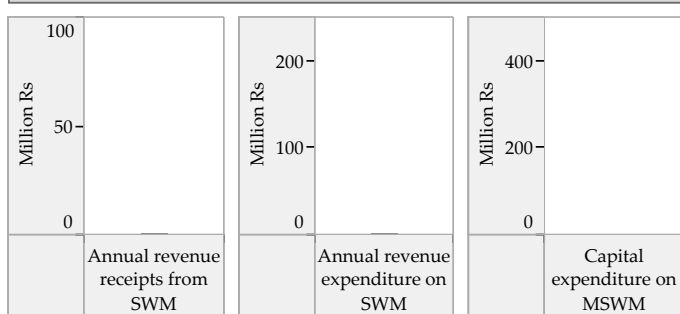 100
Million Rs
50
0
Annual revenue
receipts from
SWM
200
Million Rs
100
0
Annual revenue
expenditure on
SWM
400
Million Rs
200
0
Capital
expenditure on
MSWM